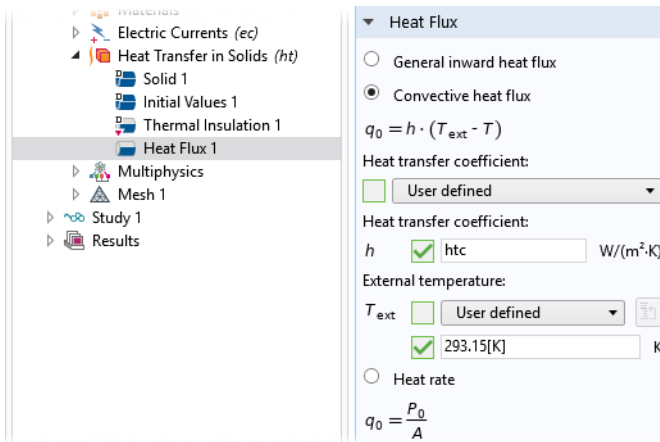 Materials
Electric Currents (ec)
Heat Transfer in Solids (ht)
Solid 1
Initial Values 1
Thermal Insulation 1
Heat Flux 1
Multiphysics
Mesh 1
Study 1
Results
Heat Flux
General inward heat flux
Convective heat flux
q₀ = h · (Text - T)
Heat transfer coefficient:
User defined
Heat transfer coefficient:
h htc W/(m²·K)
External temperature:
Text User defined
293.15[K] K
Heat rate
q₀ = P₀/A